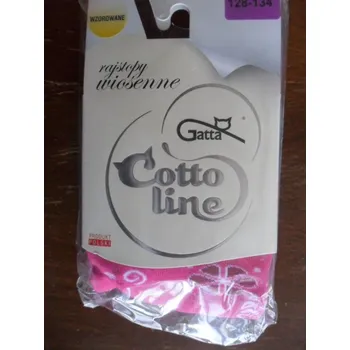 WZOROWANE
128-134
rajstopy
wiosenne
Gatta
Cotto
line
PRODUKT
POLSKI